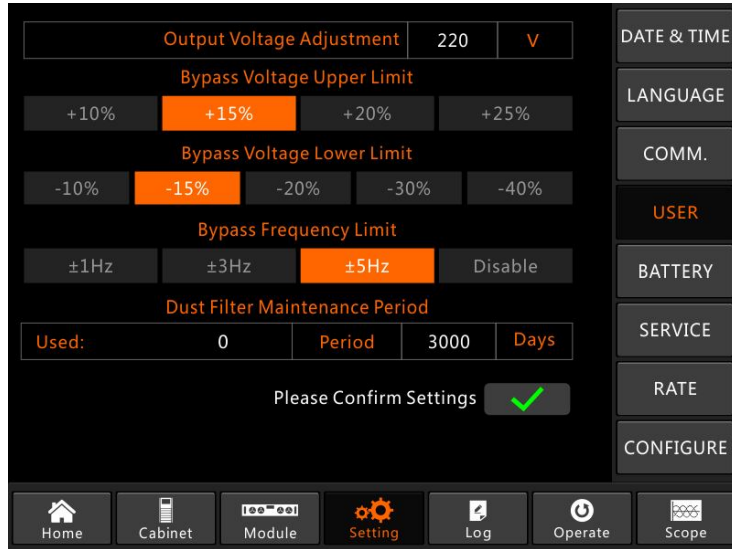 Output Voltage Adjustment 220 V
DATE & TIME
Bypass Voltage Upper Limit
LANGUAGE
+10% +15% +20% +25%
Bypass Voltage Lower Limit
COMM.
-10% -15% -20% -30% -40%
USER
Bypass Frequency Limit
±1Hz ±3Hz ±5Hz Disable
BATTERY
Dust Filter Maintenance Period
Used: 0 Period 3000 Days
SERVICE
Please Confirm Settings
RATE
CONFIGURE
Home Cabinet Module Setting Log Operate Scope